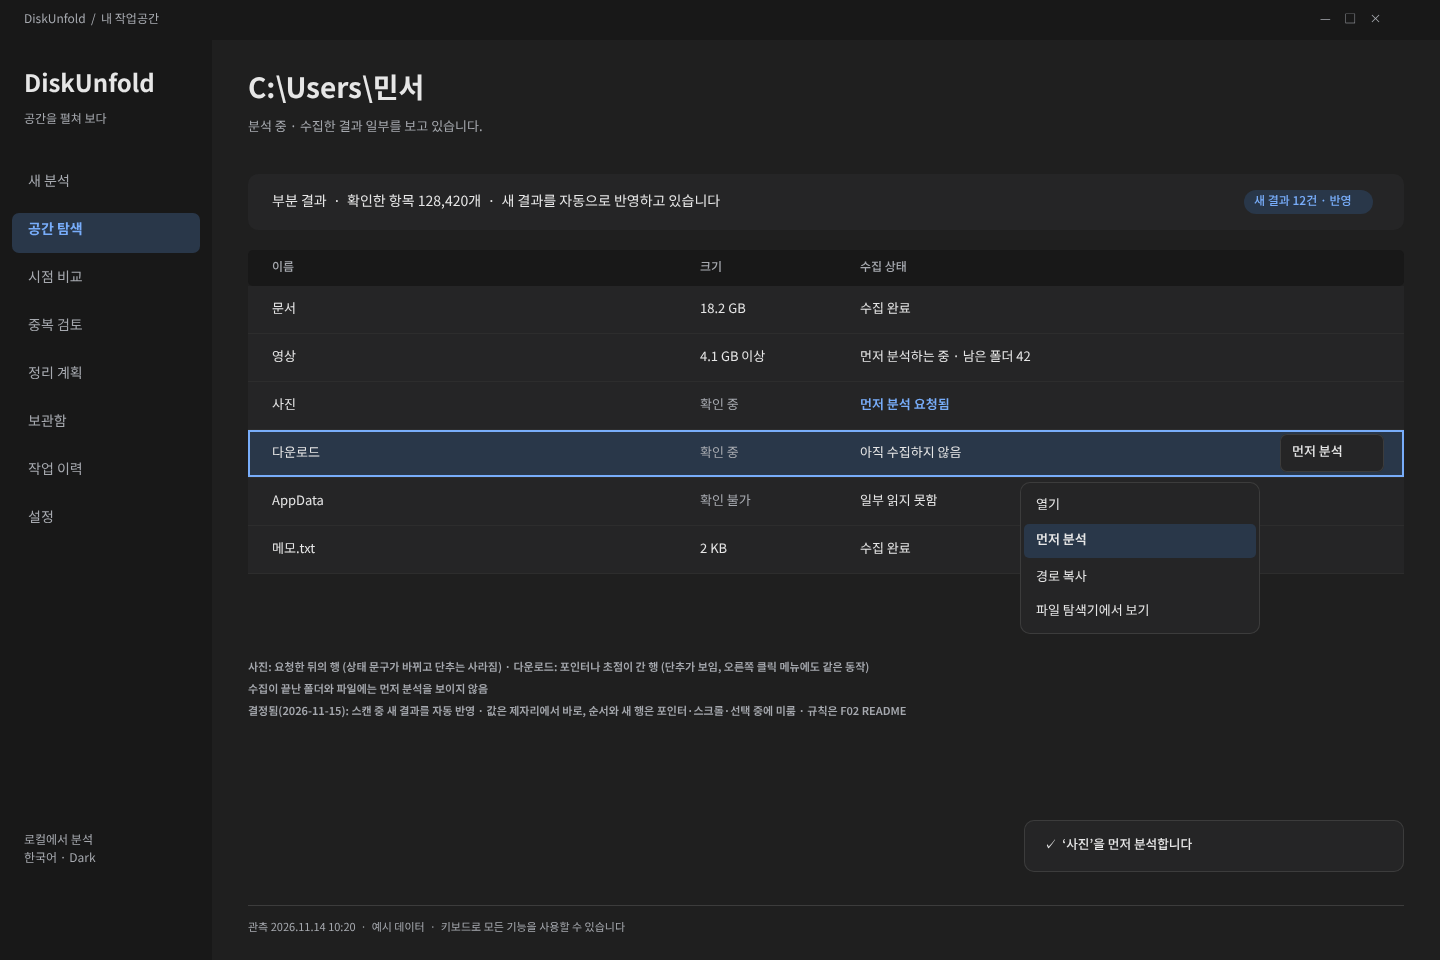 DiskUnfold / 내 작업공간
DiskUnfold
공간을 펼쳐 보다
새 분석
공간 탐색
시점 비교
중복 검토
정리 계획
보관함
작업 이력
설정
로컬에서 분석
한국어 · Dark
C:\Users\민서
분석 중 · 수집한 결과 일부를 보고 있습니다.
부분 결과 · 확인한 항목 128,420개 · 새 결과를 자동으로 반영하고 있습니다
새 결과 12건 · 반영
이름 크기 수집 상태
문서 18.2 GB 수집 완료
영상 4.1 GB 이상 먼저 분석하는 중 · 남은 폴더 42
사진 확인 중 먼저 분석 요청됨
다운로드 확인 중 아직 수집하지 않음 먼저 분석
AppData 확인 불가 일부 읽지 못함
메모.txt 2 KB 수집 완료
열기
먼저 분석
경로 복사
파일 탐색기에서 보기
사진: 요청한 뒤의 행 (상태 문구가 바뀌고 단추는 사라짐) · 다운로드: 포인터나 초점이 간 행 (단추가 보임, 오른쪽 클릭 메뉴에도 같은 동작)
수집이 끝난 폴더와 파일에는 먼저 분석을 보이지 않음
결정됨(2026-11-15): 스캔 중 새 결과를 자동 반영 · 값은 제자리에서 바로, 순서와 새 행은 포인터·스크롤·선택 중에 미룸 · 규칙은 F02 README
✓ ‘사진’을 먼저 분석합니다
관측 2026.11.14 10:20 · 예시 데이터 · 키보드로 모든 기능을 사용할 수 있습니다